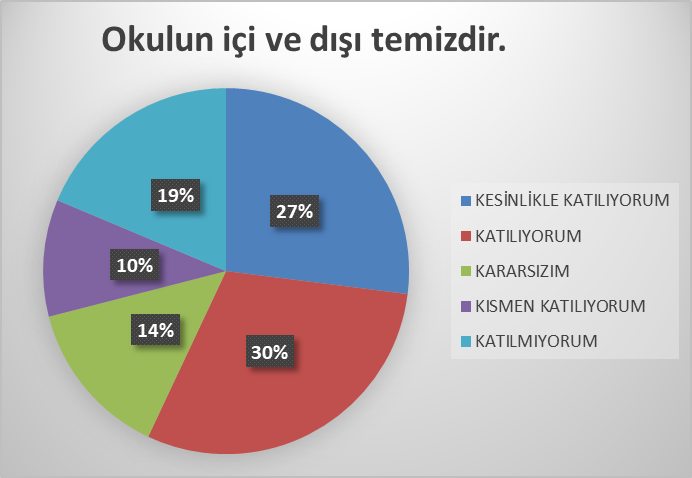 Okulun içi ve dışı temizdir.
27%
30%
14%
10%
19%
KESİNLİKLE KATILIYORUM
KATILIYORUM
KARARSIZIM
KISMEN KATILIYORUM
KATILMIYORUM